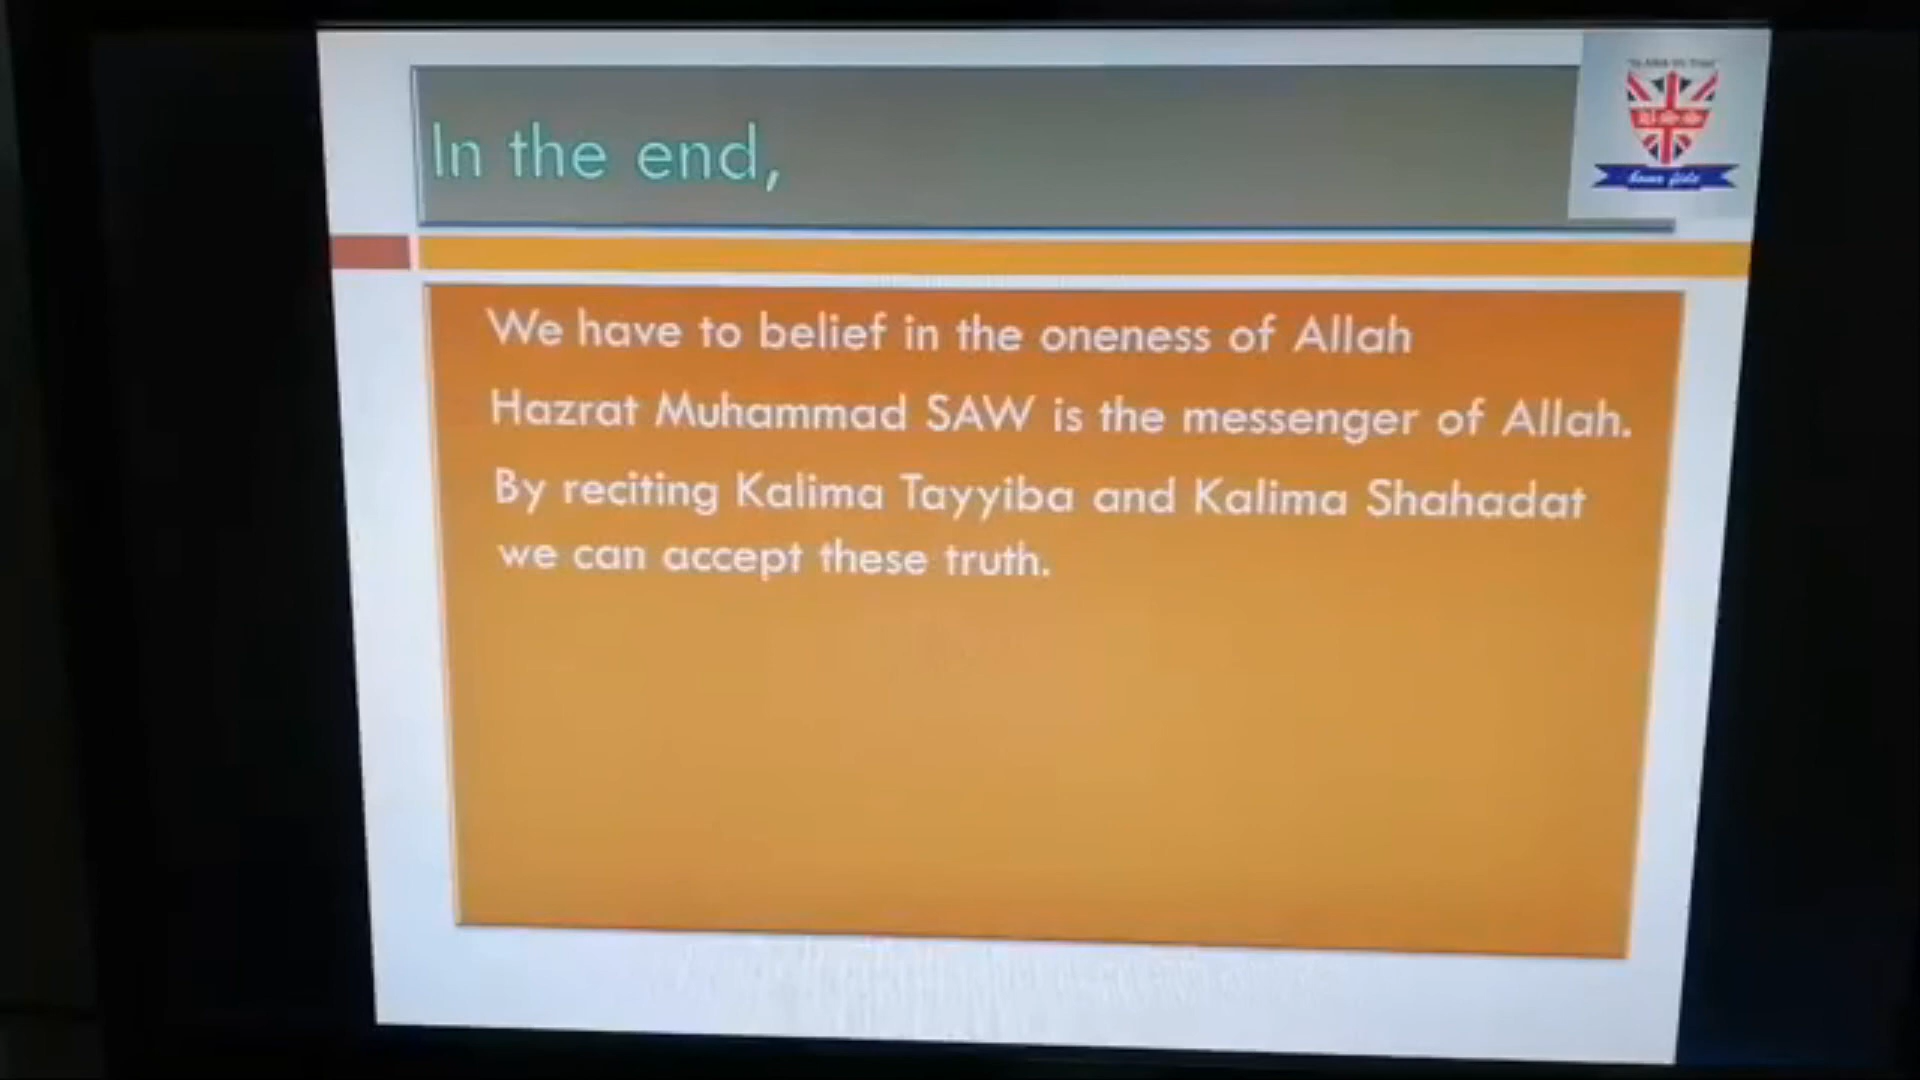 In the end,
We have to belief in the oneness of Allah
Hazrat Muhammad SAW is the messenger of Allah.
By reciting Kalima Tayyiba and Kalima Shahadat
we can accept these truth.